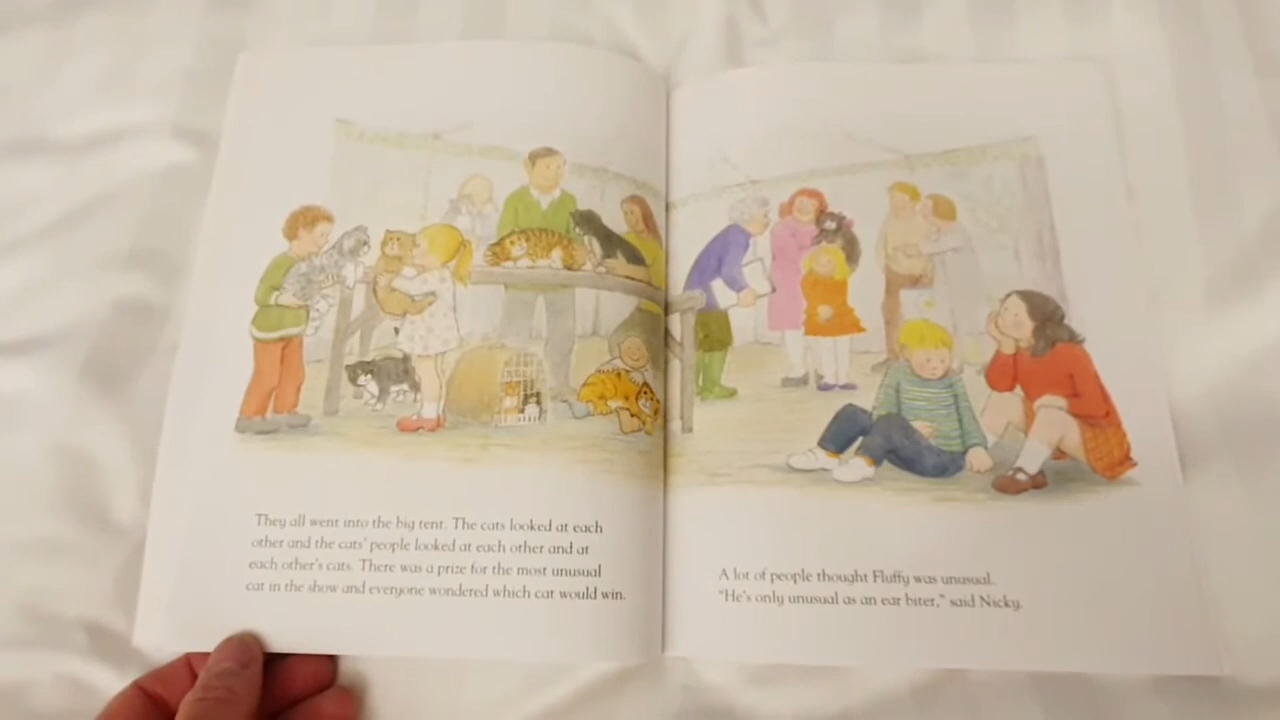 They all went into the big tent. The cats looked at each
other and the cats' people looked at each other and at
each other's cats. There was a prize for the most unusual
cat in the show and everyone wondered which cat would win.
A lot of people thought Fluffy was unusual.
"He's only unusual as an ear biter," said Nicky.